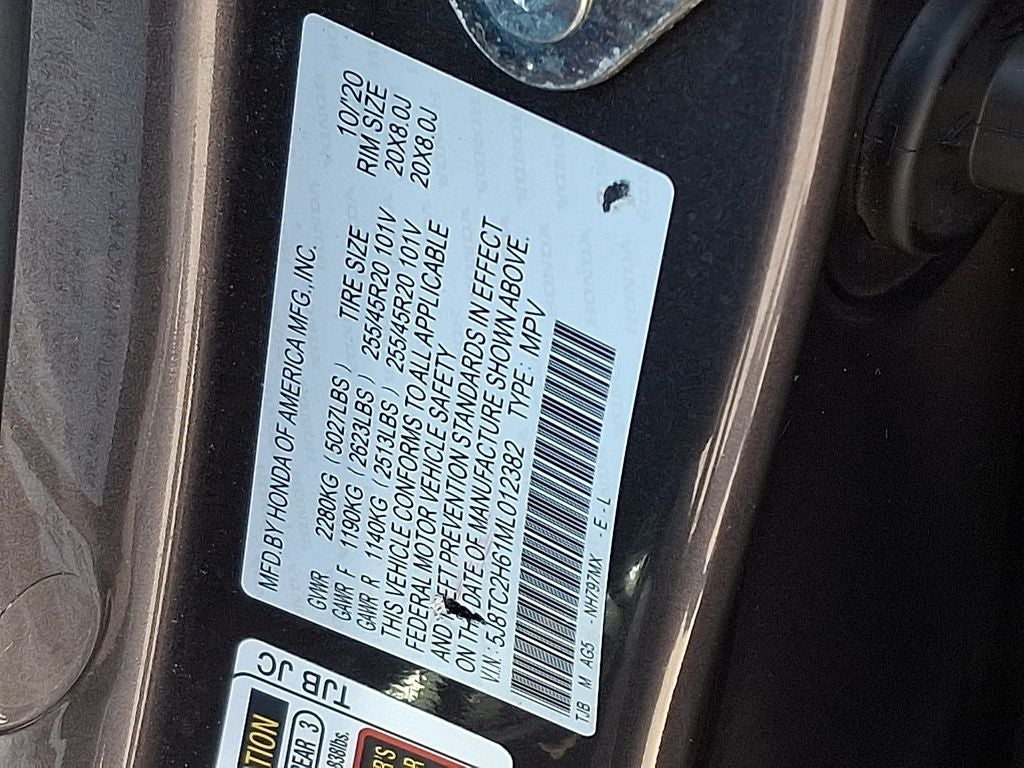 MFD.BY HONDA OF AMERICA MFG.,INC. 10/'20
GVWR 2280KG (5027LBS) TIRE SIZE RIM SIZE
GAWR F 1190KG (2623LBS) 255/45R20 101V 20X8.0J
GAWR R 1140KG (2513LBS) 255/45R20 101V 20X8.0J
THIS VEHICLE CONFORMS TO ALL APPLICABLE
FEDERAL MOTOR VEHICLE SAFETY
AND THEFT PREVENTION STANDARDS IN EFFECT
ON THE DATE OF MANUFACTURE SHOWN ABOVE.
V.I.N.: 5J8TC2H61ML012382 TYPE: MPV
TJB M AG5 -NH797MX -E-L
TJB JC
REAR 3